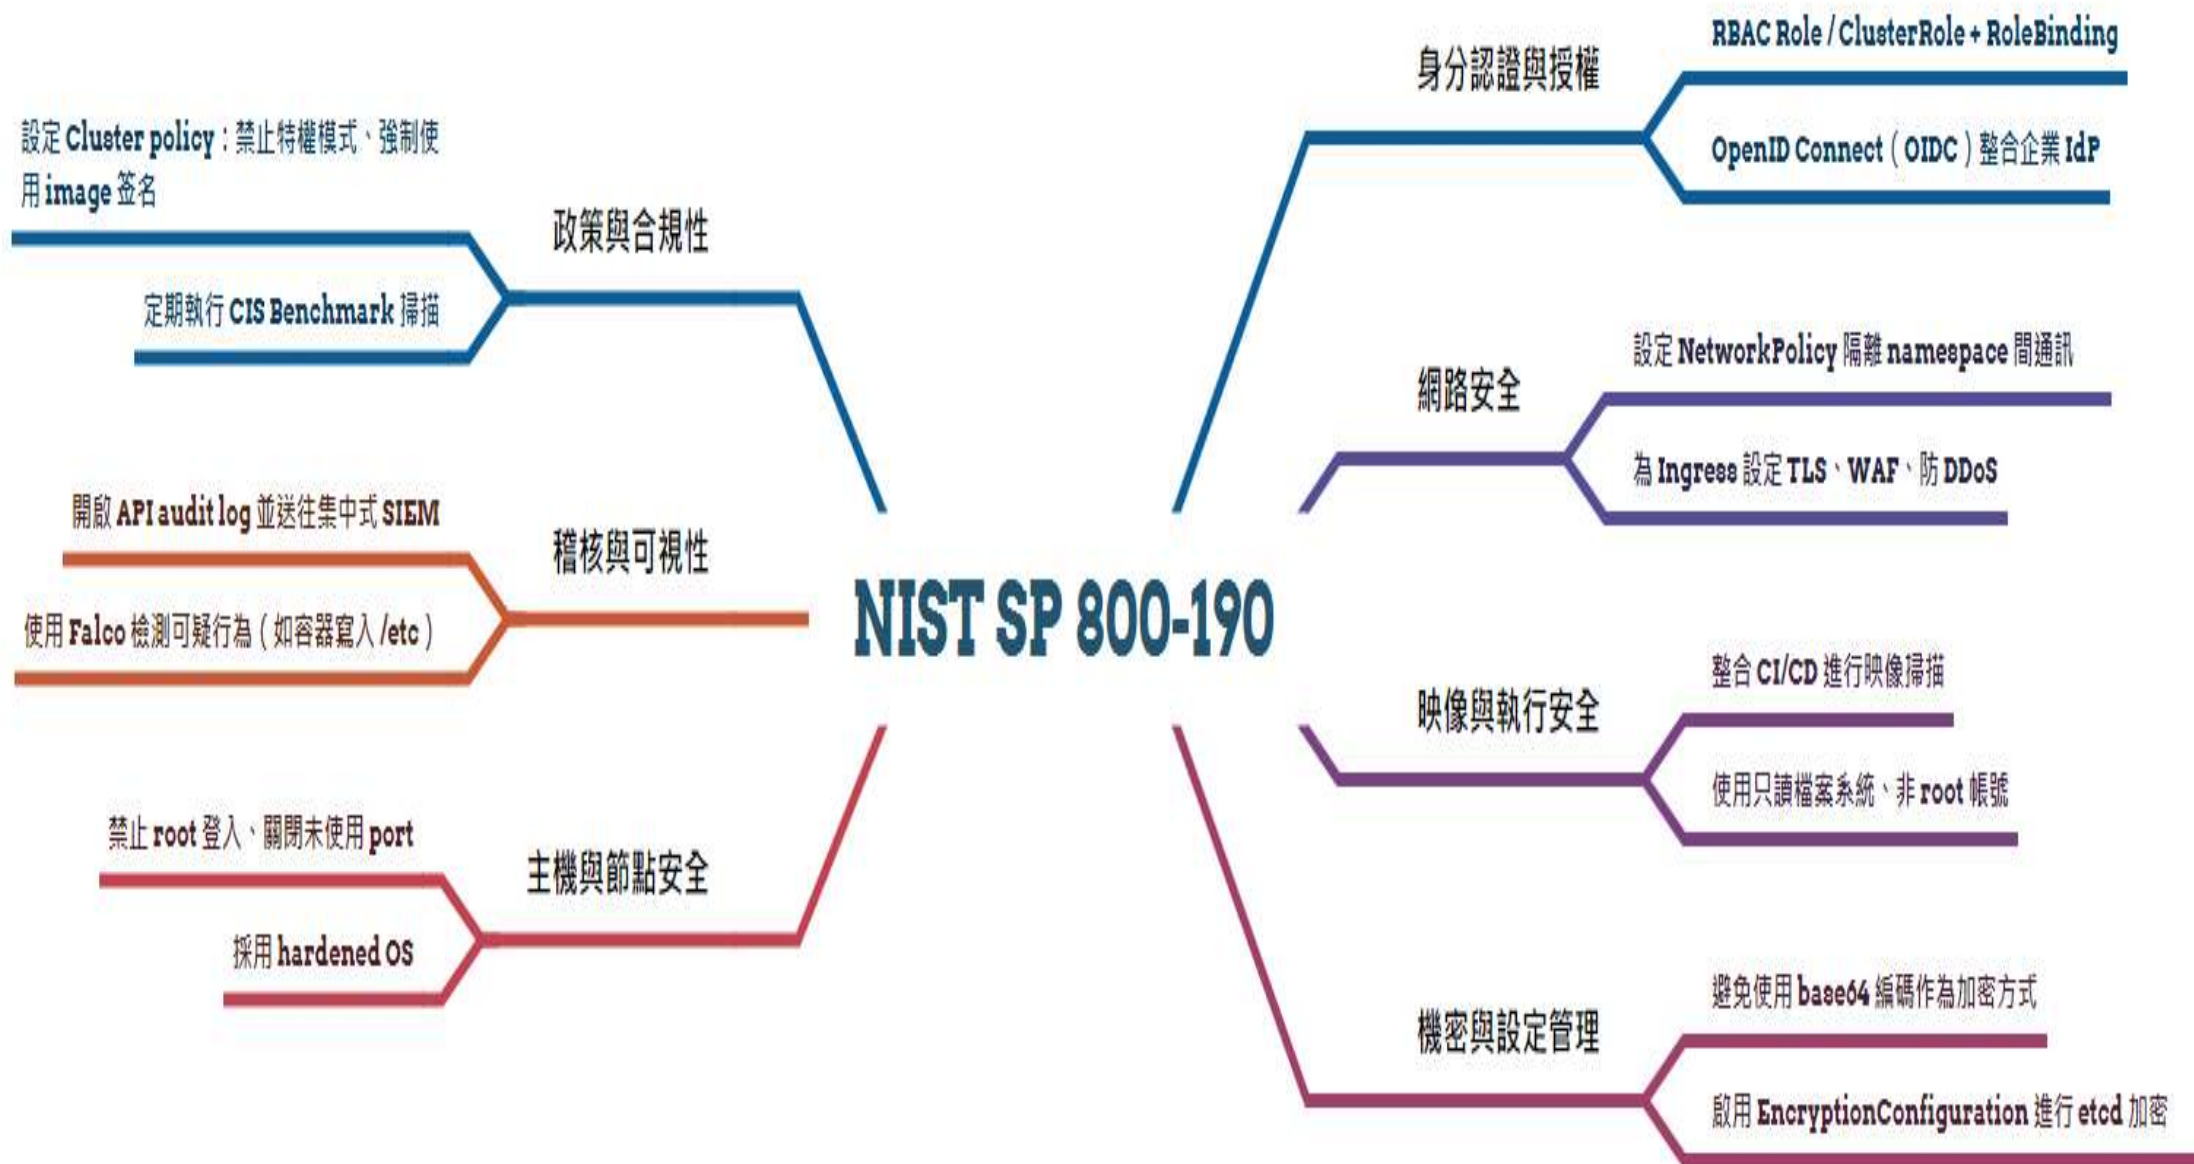 NIST SP 800-190
身分認證與授權
RBAC Role / ClusterRole + RoleBinding
OpenID Connect（OIDC）整合企業 IdP
網路安全
設定 NetworkPolicy 隔離 namespace 間通訊
為 Ingress 設定 TLS、WAF、防 DDoS
映像與執行安全
整合 CI/CD 進行映像掃描
使用只讀檔案系統、非 root 帳號
機密與設定管理
避免使用 base64 編碼作為加密方式
啟用 EncryptionConfiguration 進行 etcd 加密
政策與合規性
設定 Cluster policy：禁止特權模式、強制使
用 image 簽名
定期執行 CIS Benchmark 掃描
稽核與可視性
開啟 API audit log 並送往集中式 SIEM
使用 Falco 檢測可疑行為（如容器寫入 /etc）
主機與節點安全
禁止 root 登入、關閉未使用 port
採用 hardened OS